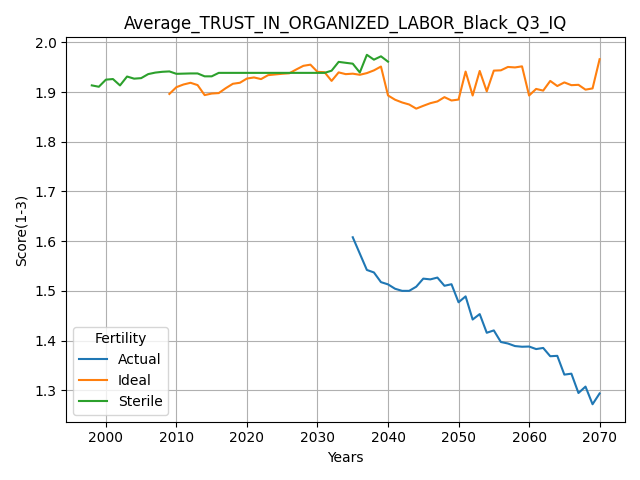 Average_TRUST_IN_ORGANIZED_LABOR_Black_Q3_IQ
2.0
1.9
1.8
1.7
1.6
1.5
1.4
1.3
Score(1-3)
Fertility
Actual
Ideal
Sterile
2000 2010 2020 2030 2040 2050 2060 2070
Years